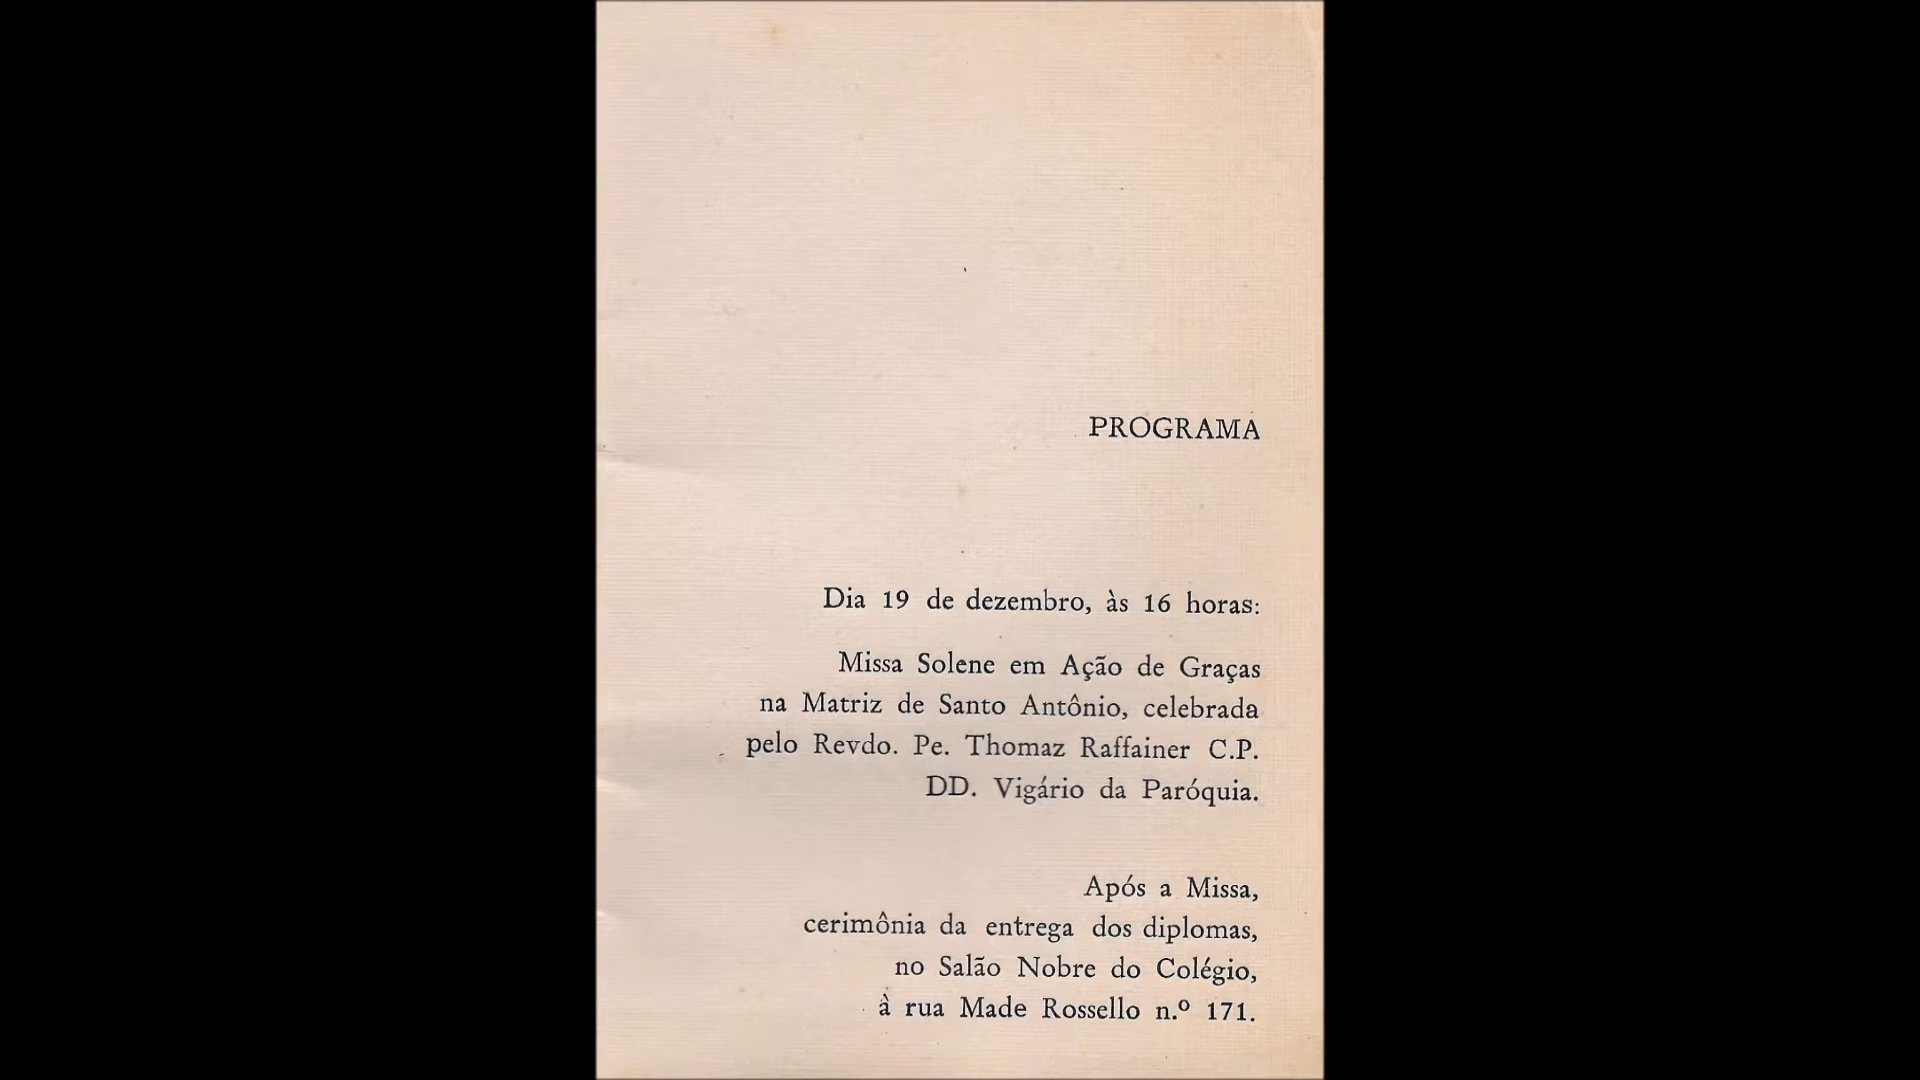 PROGRAMA
Dia 19 de dezembro, às 16 horas:
Missa Solene em Ação de Graças
na Matriz de Santo Antônio, celebrada
pelo Revdo. Pe. Thomaz Raffainer C.P.
DD. Vigário da Paróquia.
Após a Missa,
cerimônia da entrega dos diplomas,
no Salão Nobre do Colégio,
à rua Made Rossello n.º 171.